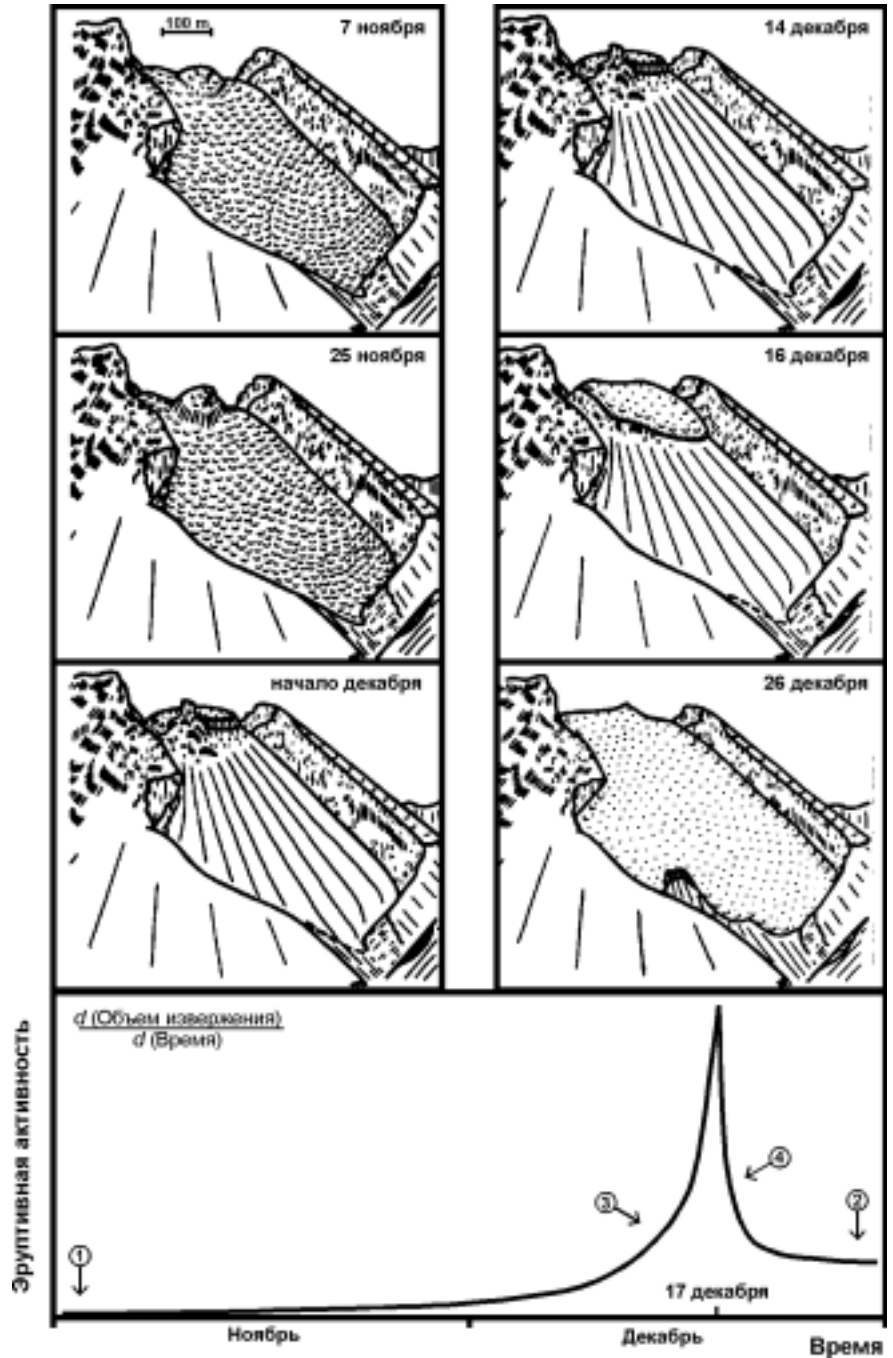 100 m
7 ноября
14 декабря
25 ноября
16 декабря
начало декабря
26 декабря
Эруптивная активность
d (Объем извержения)
d (Время)
1
3
4
2
17 декабря
Ноябрь
Декабрь
Время